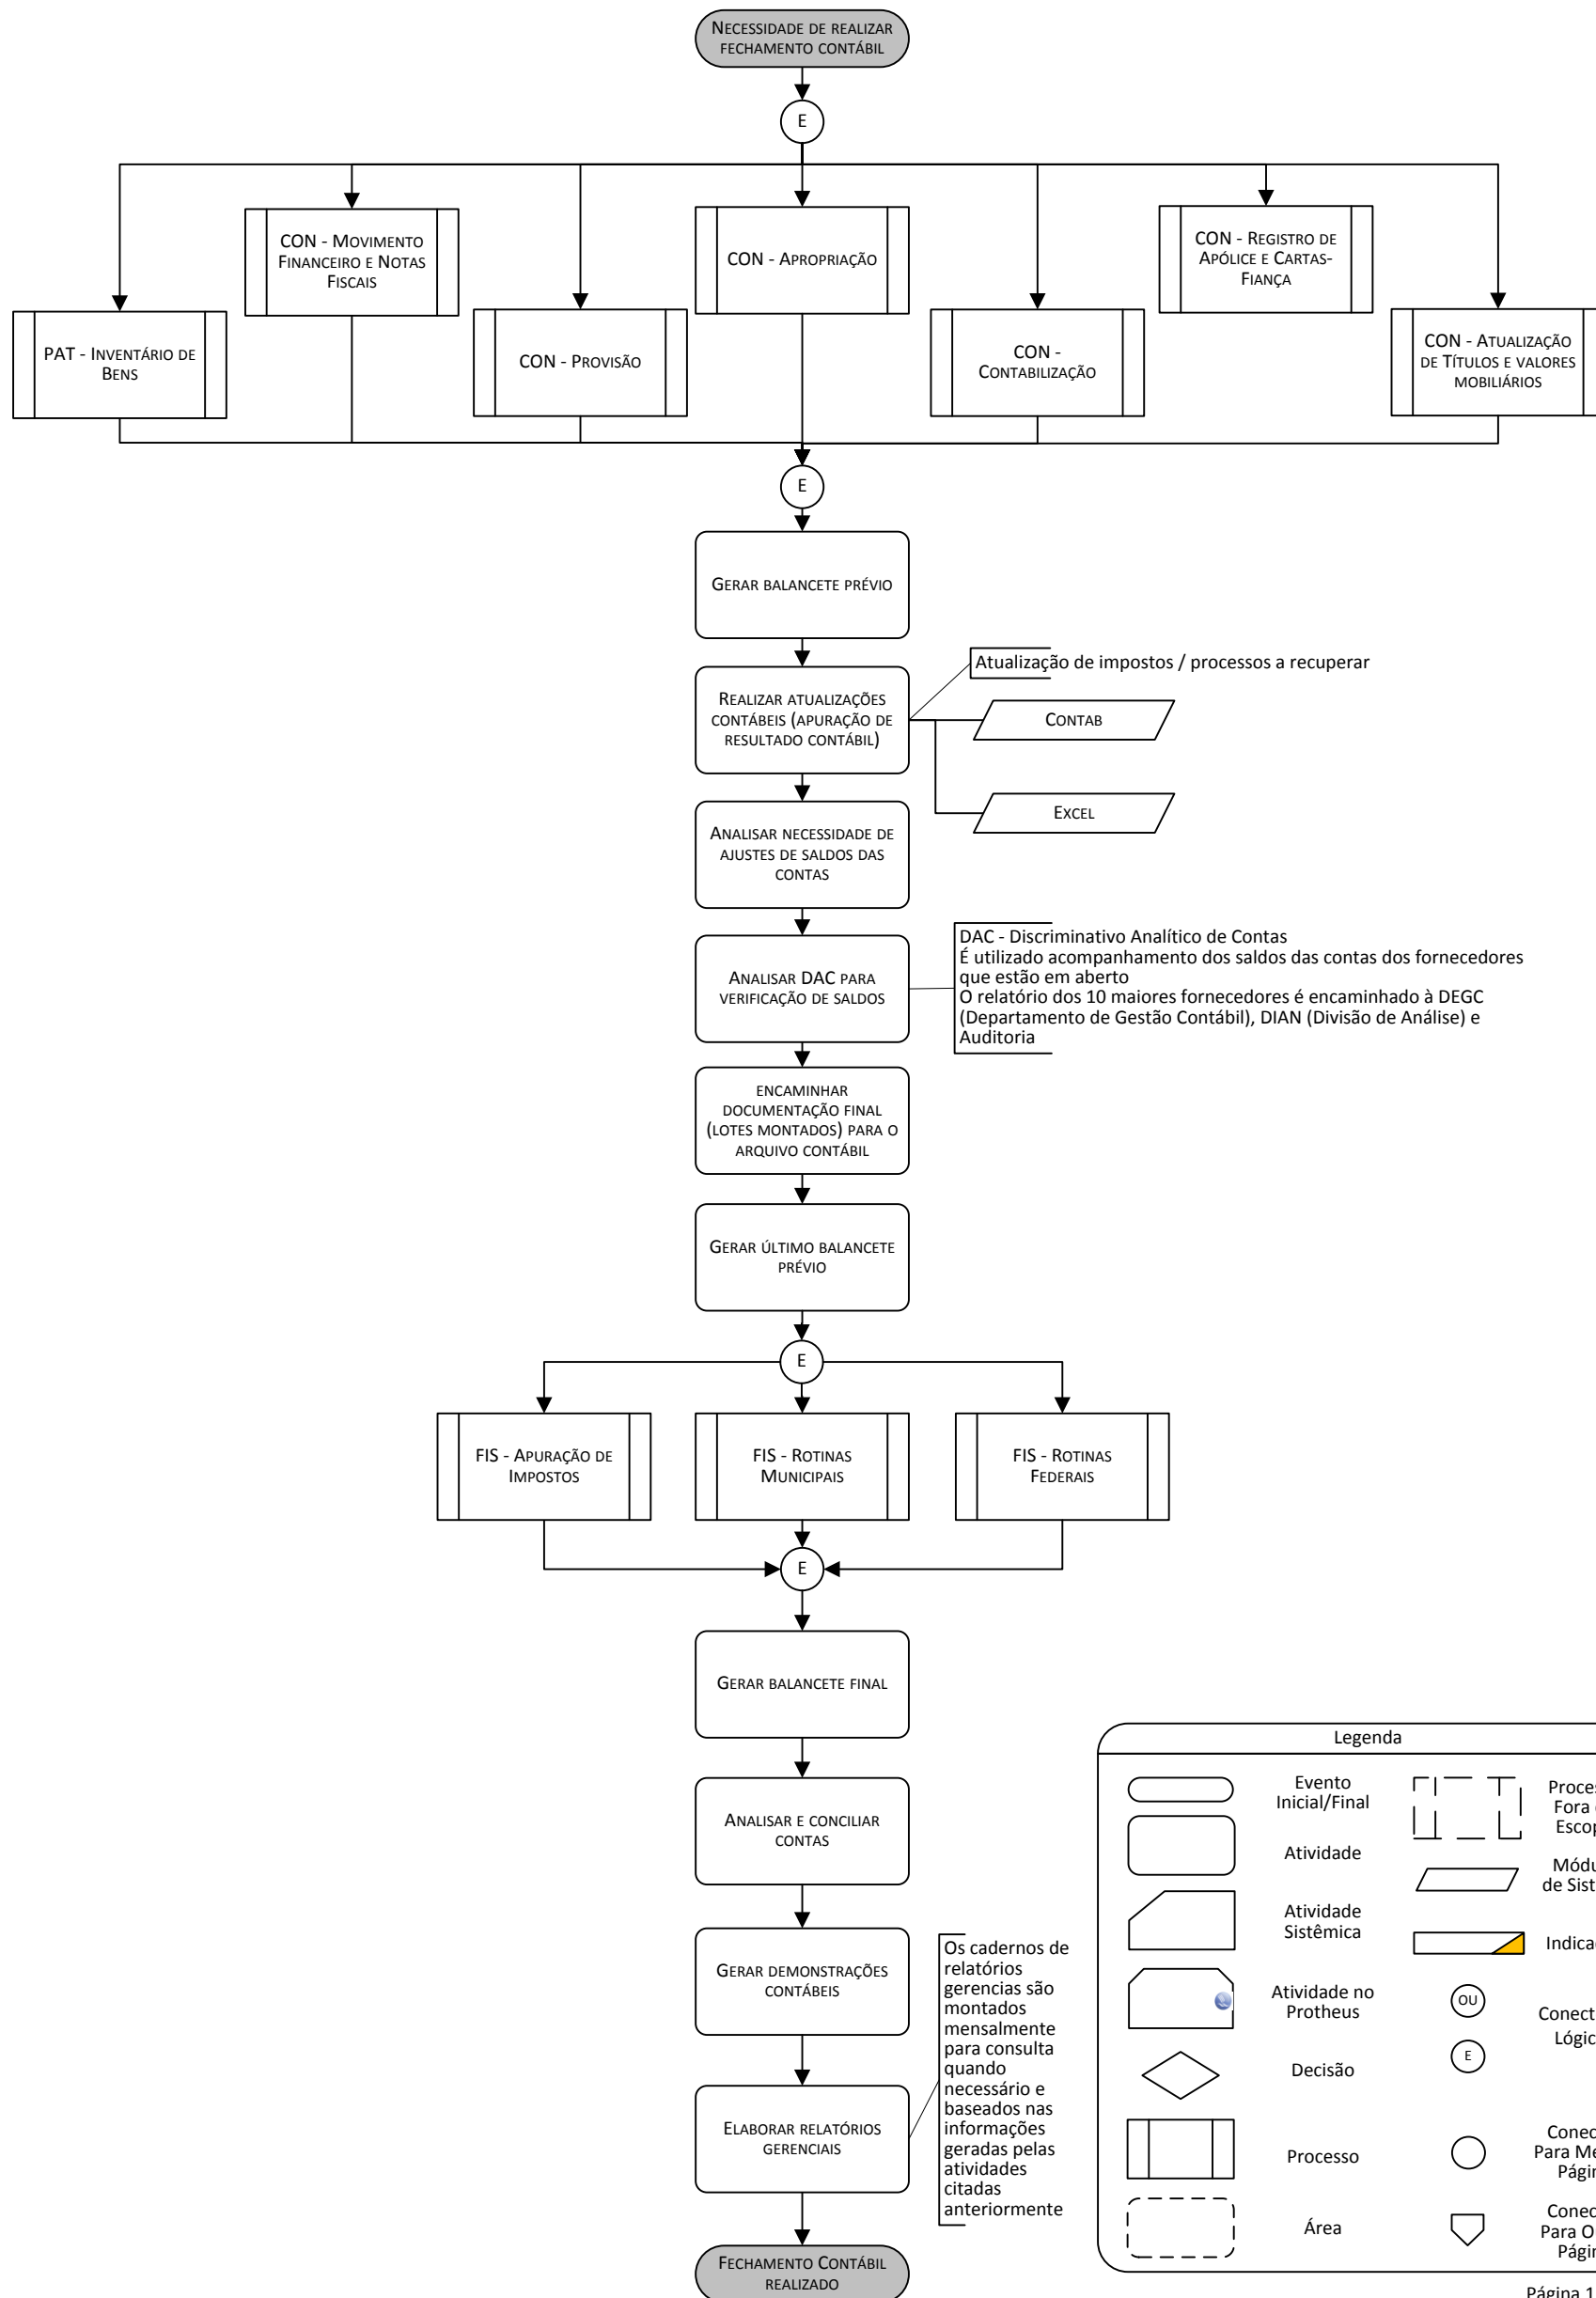 Necessidade de realizar
fechamento contábil
E
CON - Movimento
Financeiro e Notas
Fiscais
CON - Apropriação
CON - Registro de
Apólice e Cartas-
Fiança
PAT - Inventário de
Bens
CON - Provisão
CON -
Contabilização
CON - Atualização
de Títulos e valores
mobiliários
E
Gerar balancete prévio
Atualização de impostos / processos a recuperar
Realizar atualizações
contábeis (apuração de
resultado contábil)
Contab
Excel
Analisar necessidade de
ajustes de saldos das
contas
Analisar DAC para
verificação de saldos
DAC - Discriminativo Analítico de Contas
É utilizado acompanhamento dos saldos das contas dos fornecedores
que estão em aberto
O relatório dos 10 maiores fornecedores é encaminhado à DEGC
(Departamento de Gestão Contábil), DIAN (Divisão de Análise) e
Auditoria
encaminhar
documentação final
(lotes montados) para o
arquivo contábil
Gerar último balancete
prévio
E
FIS - Apuração de
Impostos
FIS - Rotinas
Municipais
FIS - Rotinas
Federais
E
Gerar balancete final
Analisar e conciliar
contas
Gerar demonstrações
contábeis
Elaborar relatórios
gerenciais
Os cadernos de
relatórios
gerencias são
montados
mensalmente
para consulta
quando
necessário e
baseados nas
informações
geradas pelas
atividades
citadas
anteriormente
Fechamento Contábil
realizado
Legenda
Evento
Inicial/Final
Atividade
Atividade
Sistêmica
Atividade no
Protheus
Decisão
Processo
Área
Fora
de
OU
E
Para
Para
Página 1